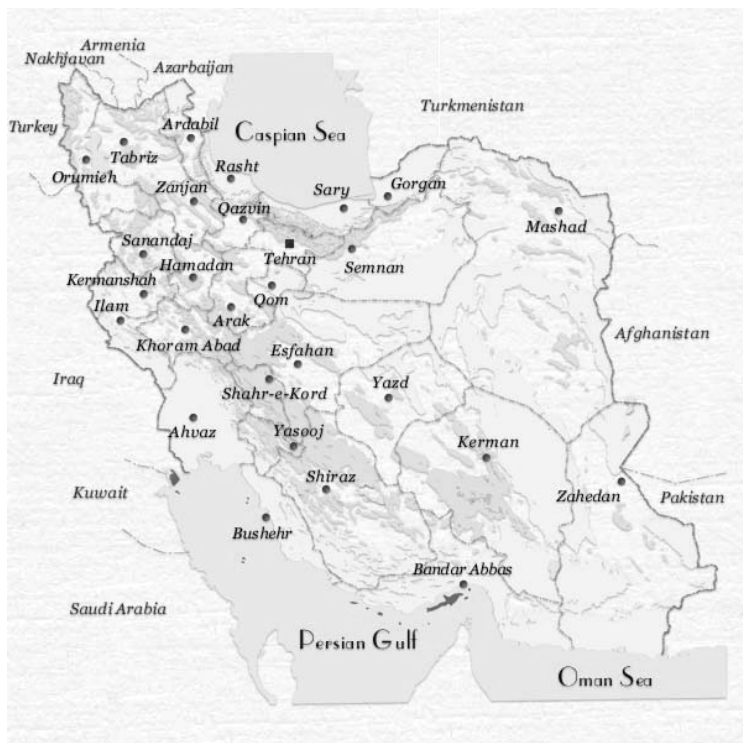 Armenia
Nakhjavan
Azarbaijan
Turkmenistan
Turkey
Ardabil
Caspian Sea
Tabriz
Orumieh
Rasht
Zanjan
Sary
Gorgan
Qazvin
Mashad
Sanandaj
Tehran
Semnan
Hamadan
Kermanshah
Qom
Ilam
Arak
Afghanistan
Khoram Abad
Esfahan
Iraq
Shahr-e-Kord
Yazd
Ahvaz
Yasooj
Kerman
Shiraz
Kuwait
Zahedan
Pakistan
Bushehr
Bandar Abbas
Saudi Arabia
Persian Gulf
Oman Sea